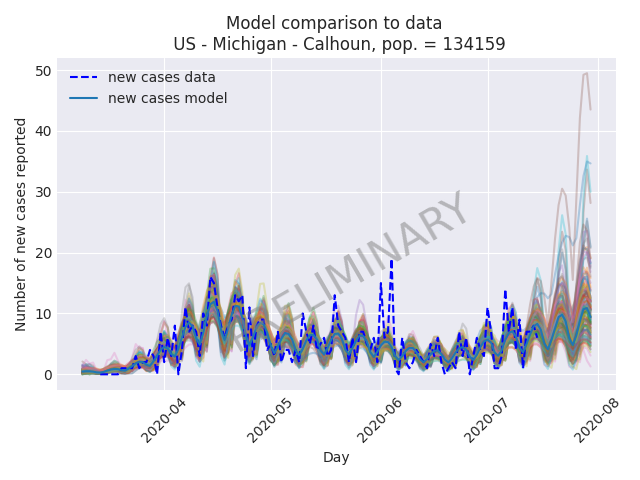 Model comparison to data
US - Michigan - Calhoun, pop. = 134159
new cases data
new cases model
PRELIMINARY
Number of new cases reported
50
40
30
20
10
0
2020-04
2020-05
2020-06
2020-07
2020-08
Day